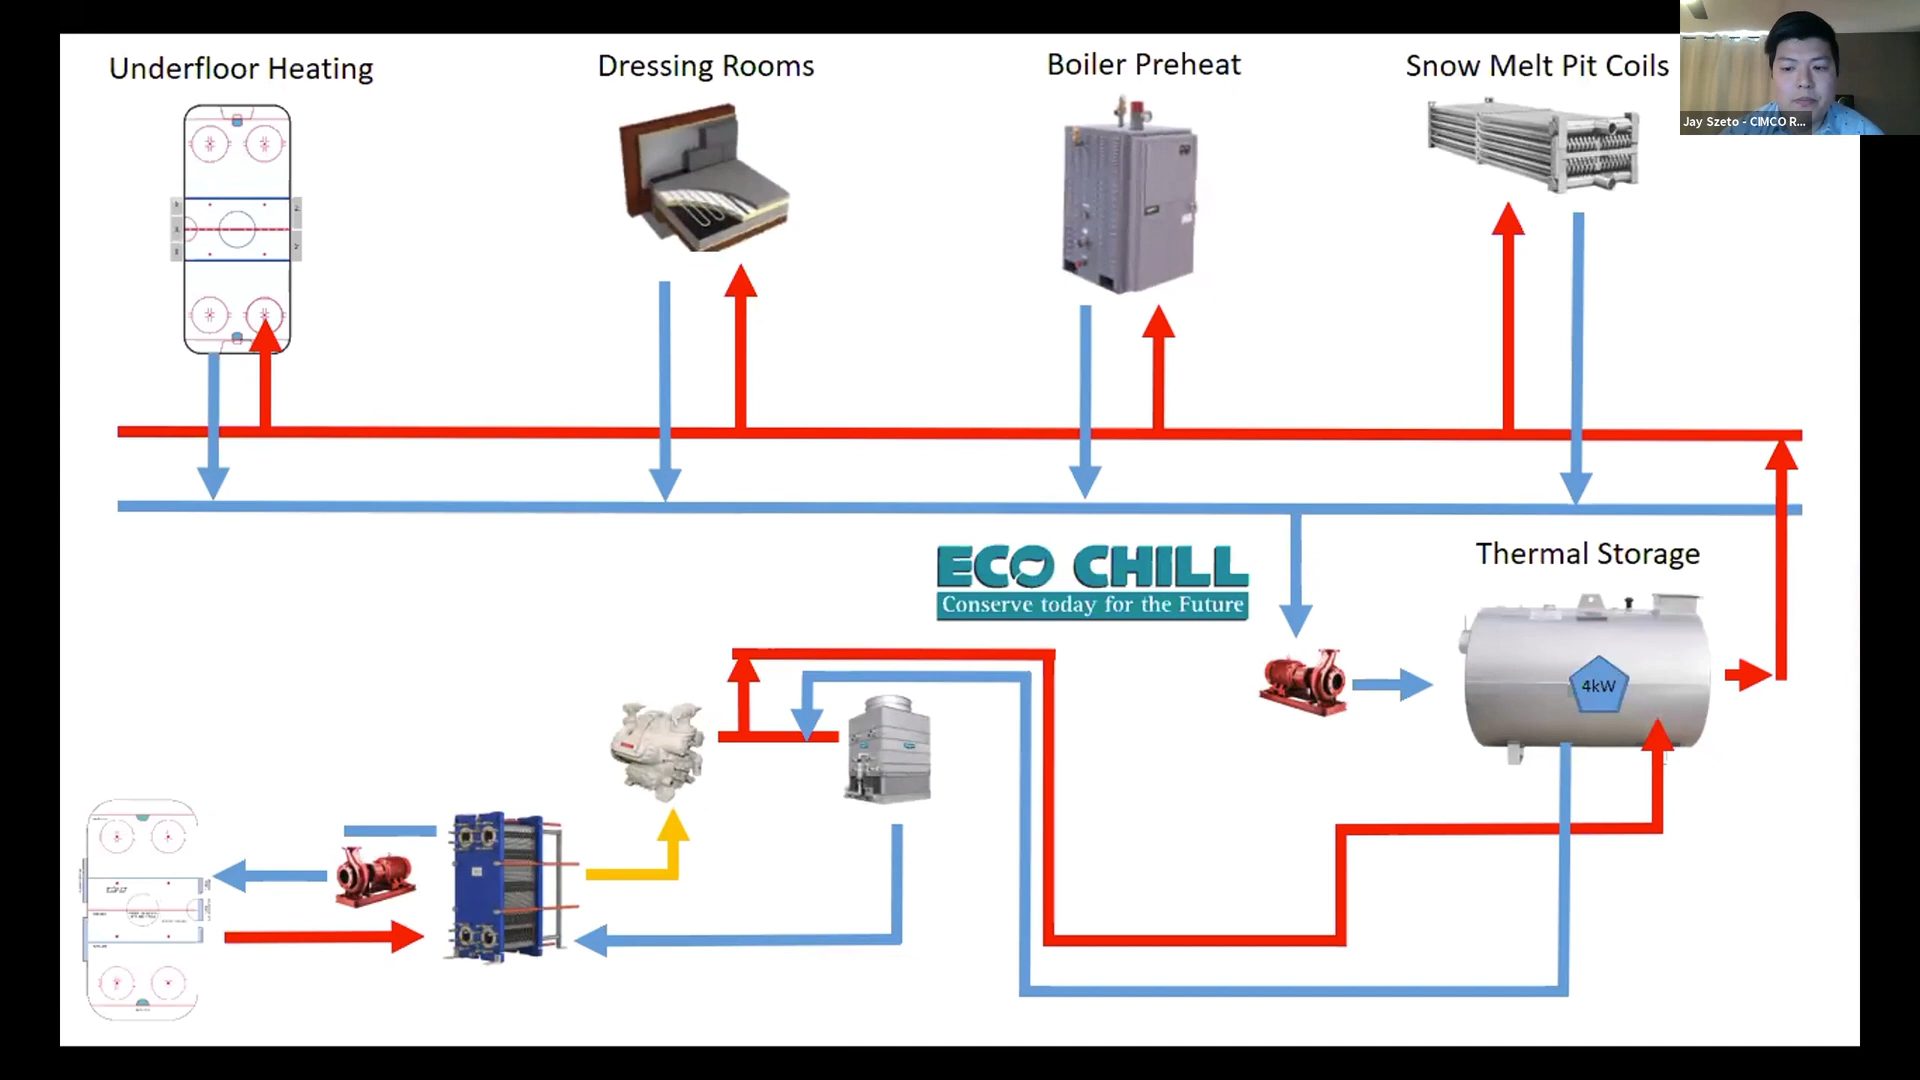 Underfloor Heating
Dressing Rooms
Boiler Preheat
Snow Melt Pit Coils
Jay Szeto - CIMCO R...
ECO CHILL
Conserve today for the Future
Thermal Storage
4kW